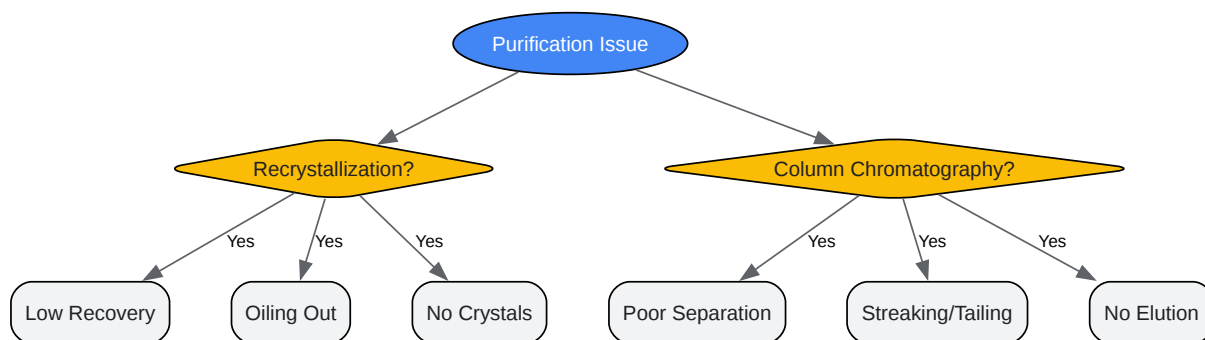 Purification Issue
Recrystallization?
Column Chromatography?
Yes
Yes
Yes
Yes
Yes
Yes
Low Recovery
Oiling Out
No Crystals
Poor Separation
Streaking/Tailing
No Elution